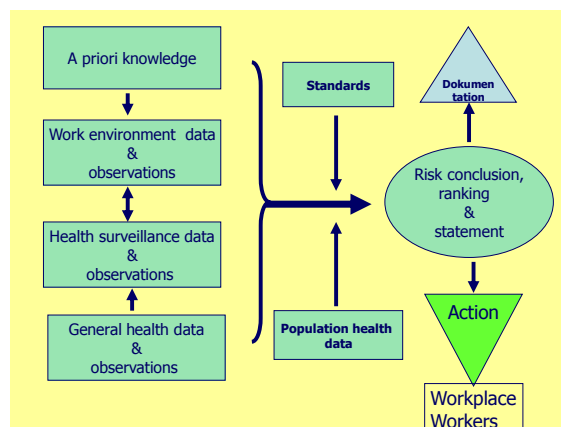 A priori knowledge
Work environment data
&
observations
Health surveillance data
&
observations
General health data
&
observations
Standards
Population health
data
Dokumen
tation
Risk conclusion,
ranking
&
statement
Action
Workplace
Workers